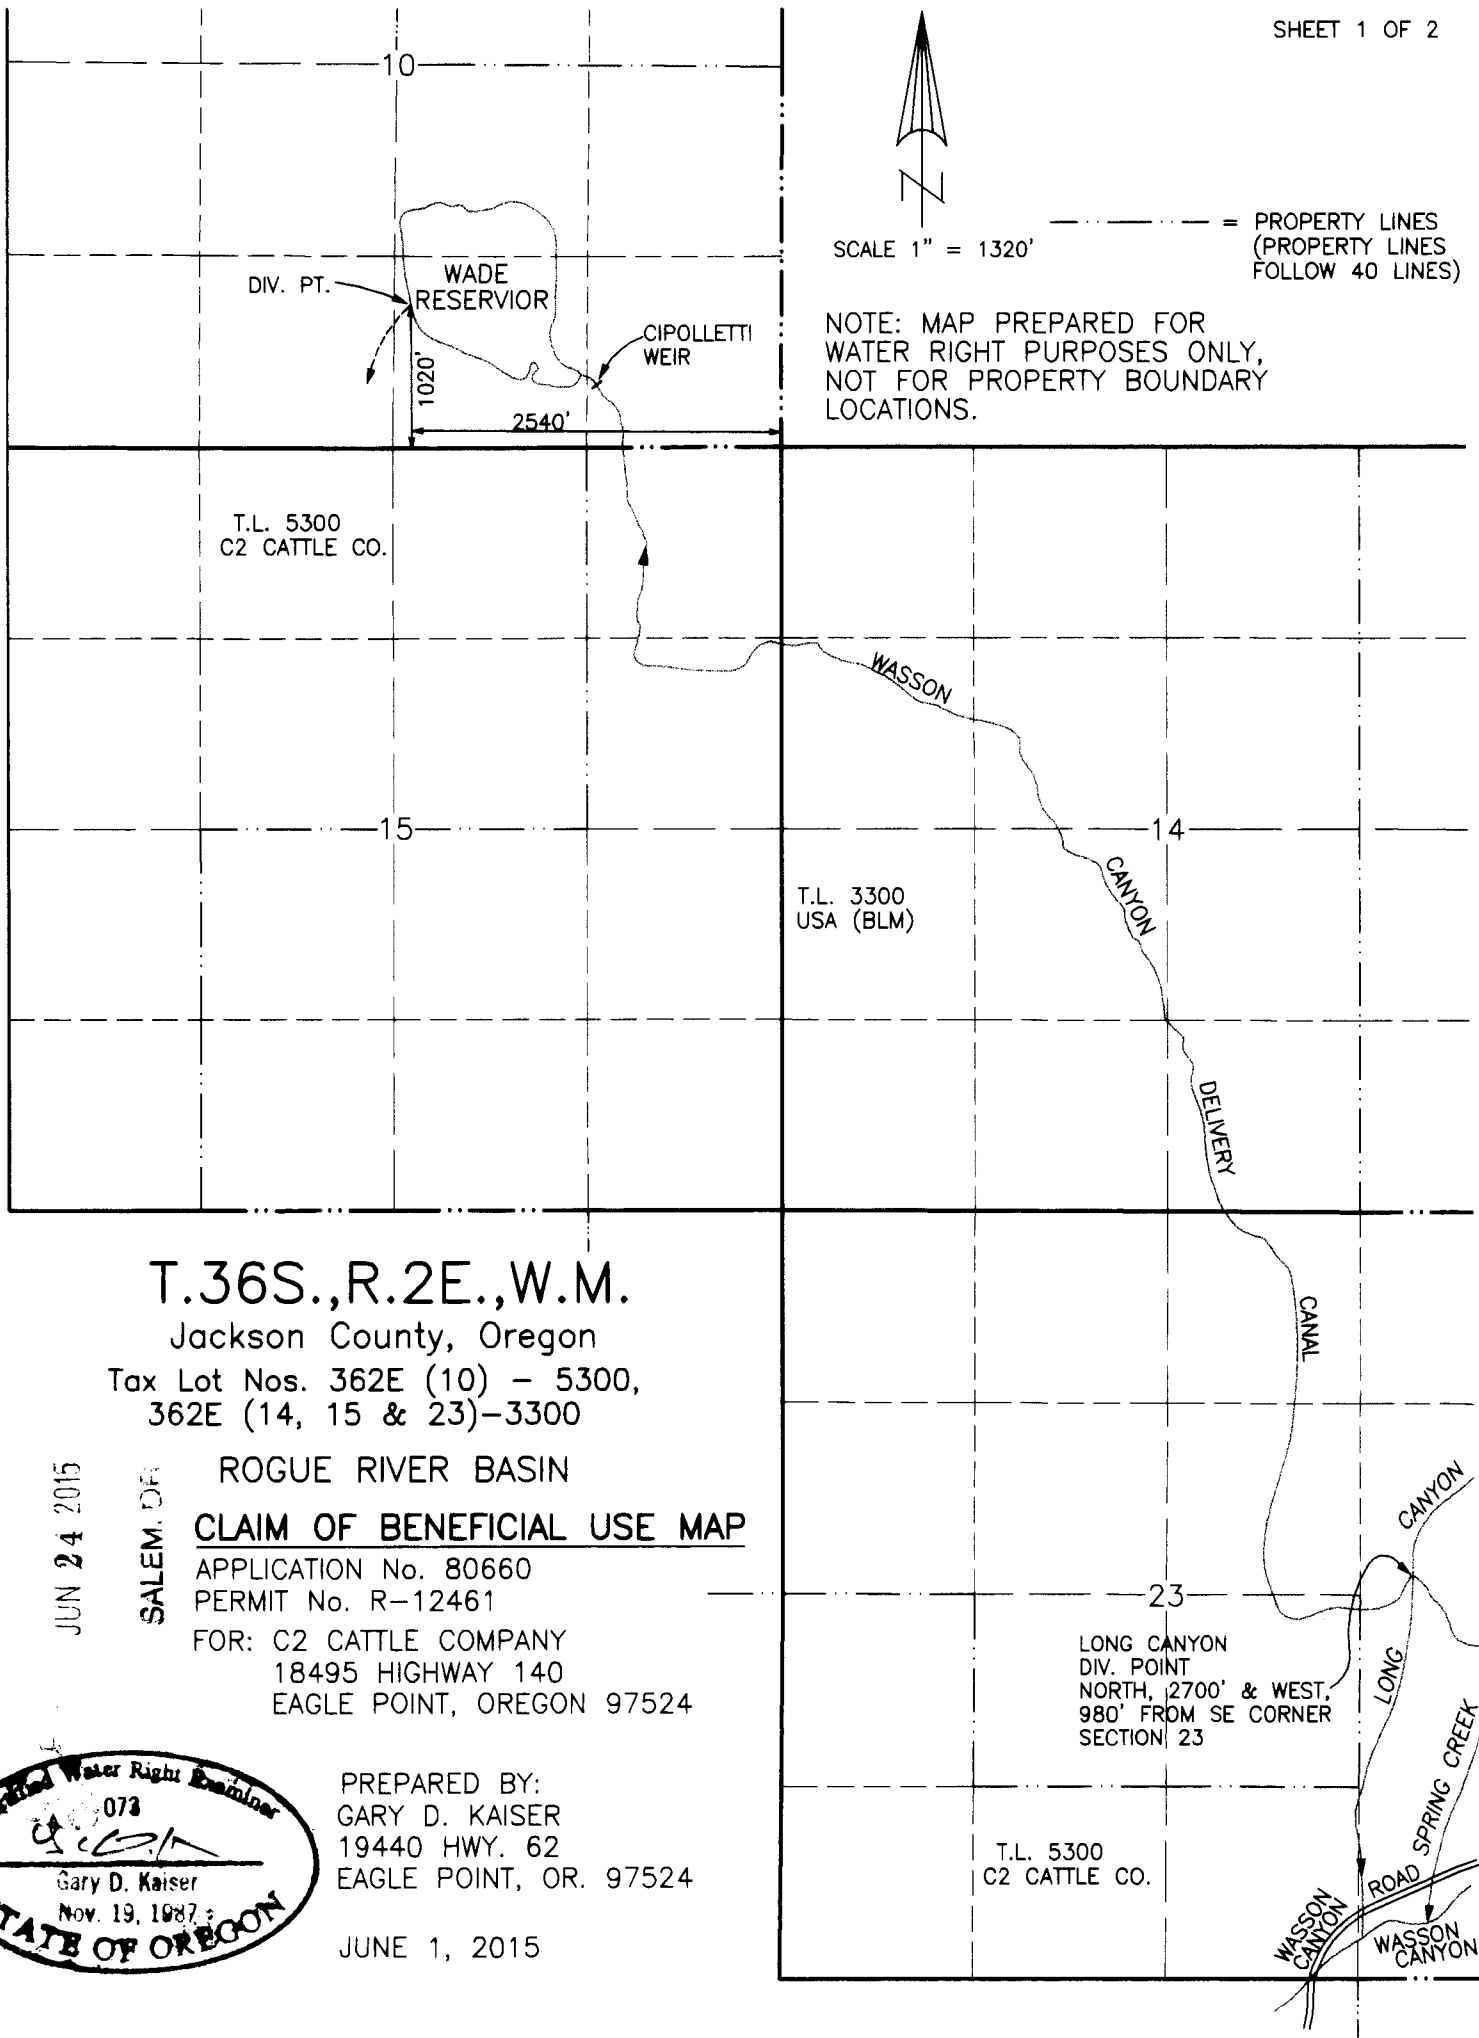 SHEET 1 OF 2
10
SCALE 1" = 1320'
= PROPERTY LINES
(PROPERTY LINES
FOLLOW 40 LINES)
N
DIV. PT.
WADE
RESERVIOR
CIPOLLETTI
WEIR
1020'
2540'
NOTE: MAP PREPARED FOR
WATER RIGHT PURPOSES ONLY,
NOT FOR PROPERTY BOUNDARY
LOCATIONS.
T.L. 5300
C2 CATTLE CO.
WASSON
15
14
CANYON
T.L. 3300
USA (BLM)
DELIVERY
CANAL
T.36S.,R.2E.,W.M.
Jackson County, Oregon
Tax Lot Nos. 362E (10) - 5300,
362E (14, 15 & 23)-3300
ROGUE RIVER BASIN
CLAIM OF BENEFICIAL USE MAP
APPLICATION No. 80660
PERMIT No. R-12461
FOR: C2 CATTLE COMPANY
18495 HIGHWAY 140
EAGLE POINT, OREGON 97524
JUN 24 2015
SALEM, OR
23
CANYON
LONG
LONG CANYON
DIV. POINT
NORTH, 2700' & WEST,
980' FROM SE CORNER
SECTION 23
SPRING CREEK
T.L. 5300
C2 CATTLE CO.
WASSON
CANYON
ROAD
WASSON
CANYON
Water Right Examiner
073
Gary D. Kaiser
Nov. 19, 1987
STATE OF OREGON
PREPARED BY:
GARY D. KAISER
19440 HWY. 62
EAGLE POINT, OR. 97524
JUNE 1, 2015